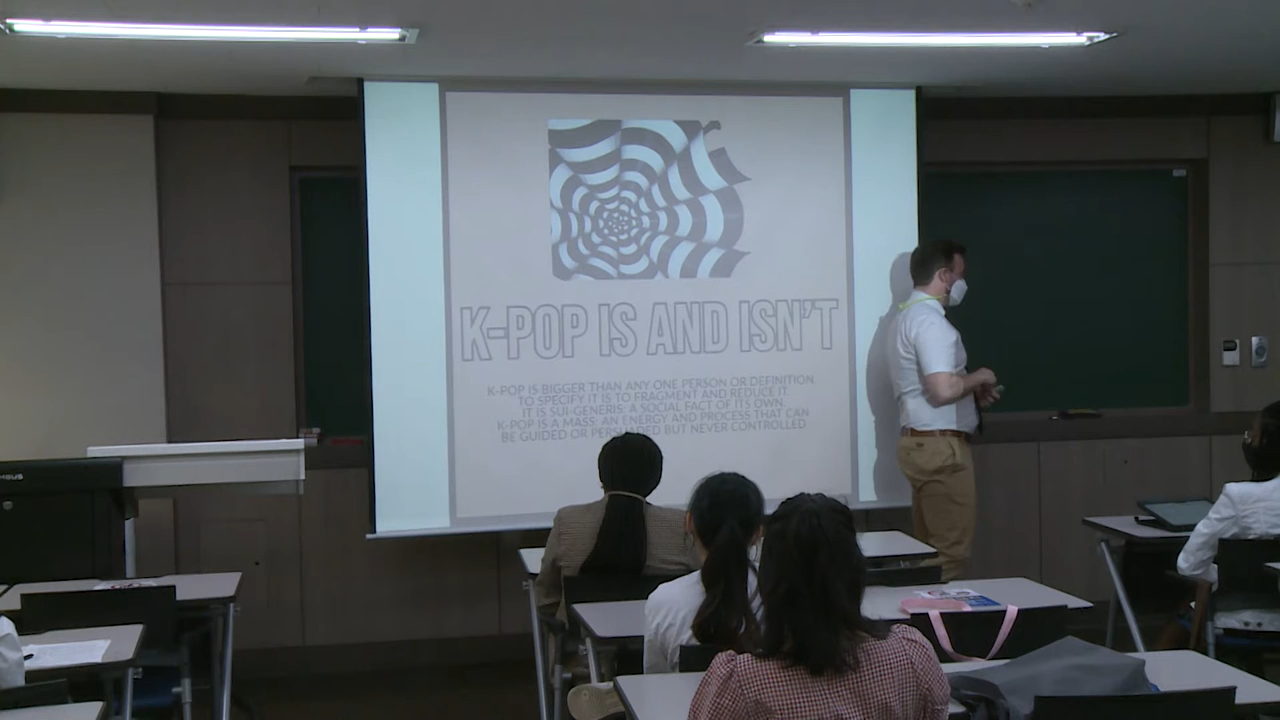 K-POP IS AND ISN'T
K-POP IS BIGGER THAN ANY ONE PERSON OR DEFINITION.
TO SPECIFY IT IS TO FRAGMENT AND REDUCE IT.
IT IS SUI-GENERIS: A SOCIAL FACT OF ITS OWN.
K-POP IS A MASS: AN ENERGY AND PROCESS THAT CAN
BE GUIDED OR PERSUADED BUT NEVER CONTROLLED